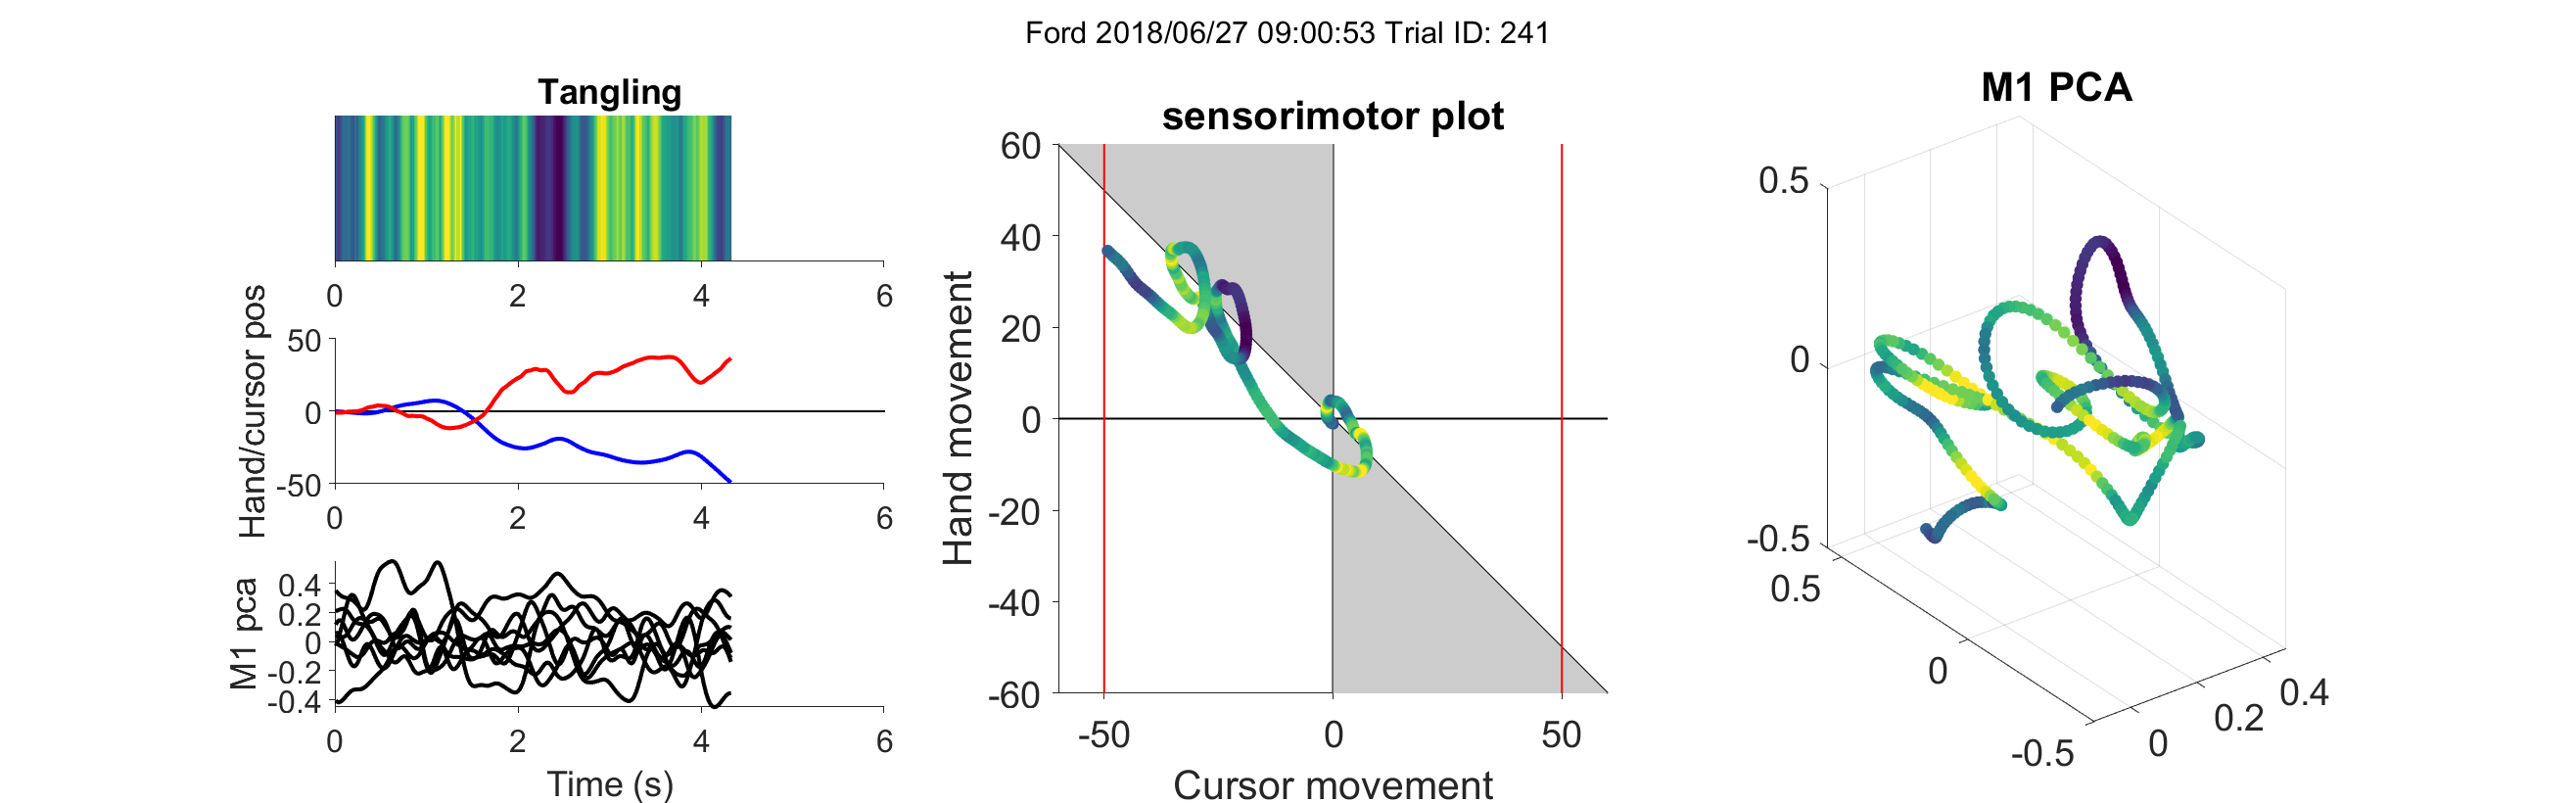 Ford 2018/06/27 09:00:53 Trial ID: 241
Tangling
0 2 4 6
Hand/cursor pos
50
0
-50
0 2 4 6
M1 pca
0.4
0.2
0
-0.2
-0.4
0 2 4 6
Time (s)
sensorimotor plot
Hand movement
60
40
20
0
-20
-40
-60
-50 0 50
Cursor movement
M1 PCA
0.5
0
-0.5
0.5
0
-0.5
0
0.2
0.4